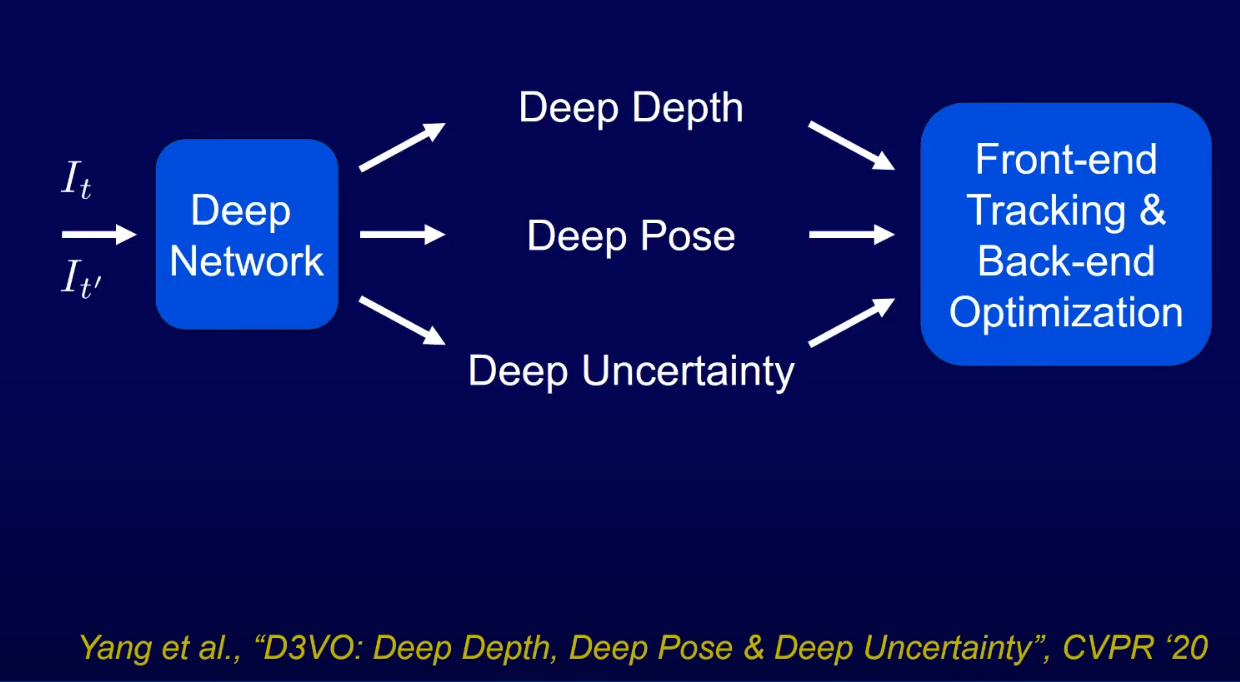 I_t
I_{t'}
Deep
Network
Deep Depth
Deep Pose
Deep Uncertainty
Front-end
Tracking &
Back-end
Optimization
Yang et al., “D3VO: Deep Depth, Deep Pose & Deep Uncertainty”, CVPR ‘20